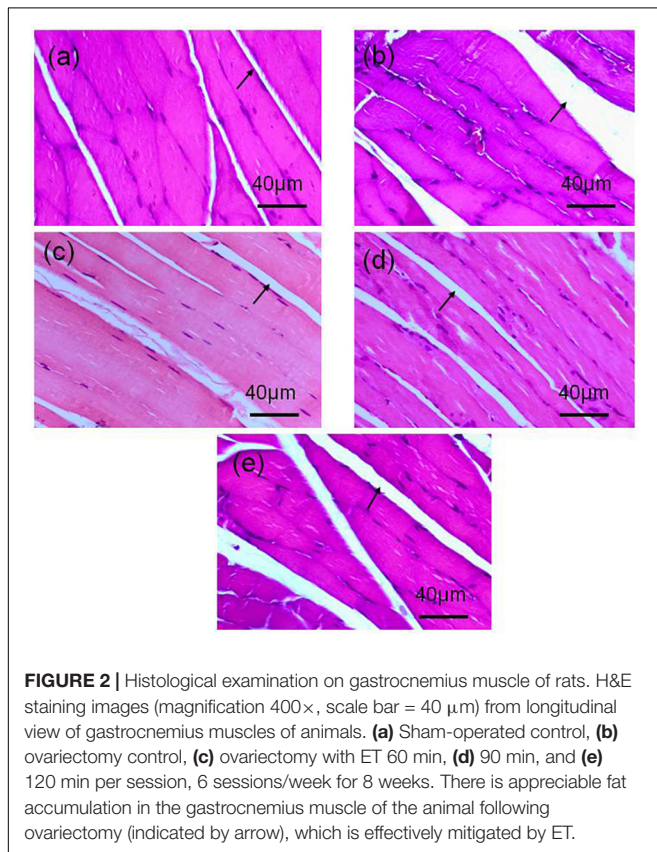 (a)
40µm
(b)
40µm
(c)
40µm
(d)
40µm
(e)
40µm
FIGURE 2 | Histological examination on gastrocnemius muscle of rats. H&E
staining images (magnification 400×, scale bar = 40 µm) from longitudinal
view of gastrocnemius muscles of animals. (a) Sham-operated control, (b)
ovariectomy control, (c) ovariectomy with ET 60 min, (d) 90 min, and (e)
120 min per session, 6 sessions/week for 8 weeks. There is appreciable fat
accumulation in the gastrocnemius muscle of the animal following
ovariectomy (indicated by arrow), which is effectively mitigated by ET.